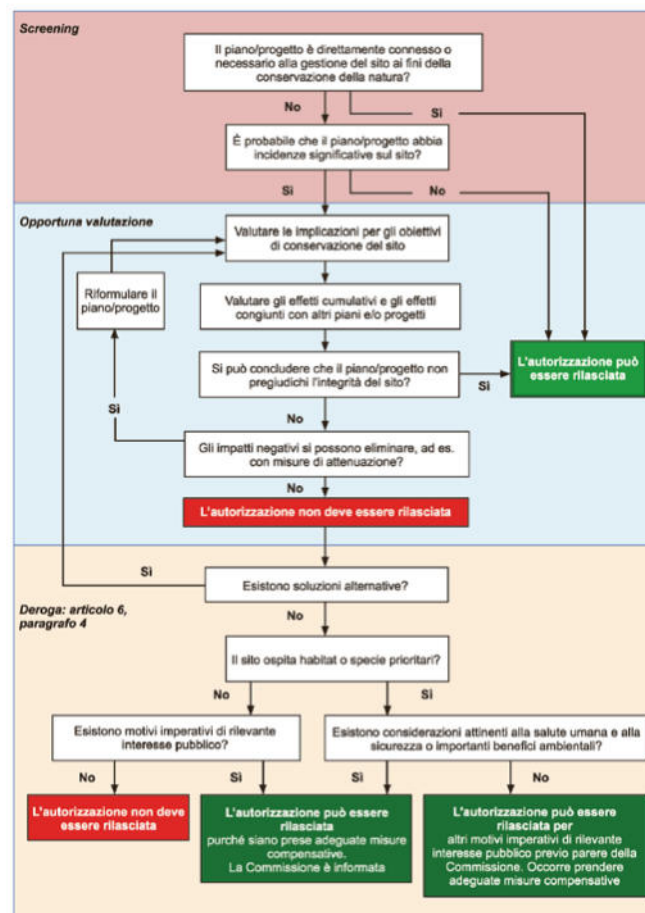 Screening
Il piano/progetto è direttamente connesso o
necessario alla gestione del sito ai fini della
conservazione della natura?
No
Sì
È probabile che il piano/progetto abbia
incidenze significative sul sito?
Sì
No
Opportuna valutazione
Valutare le implicazioni per gli obiettivi
di conservazione del sito
Riformulare il
piano/progetto
Valutare gli effetti cumulativi e gli effetti
congiunti con altri piani e/o progetti
L'autorizzazione può
essere rilasciata
Si può concludere che il piano/progetto non
pregiudichi l'integrità del sito?
Sì
Sì
No
Gli impatti negativi si possono eliminare, ad es.
con misure di attenuazione?
No
L'autorizzazione non deve essere rilasciata
Sì
Esistono soluzioni alternative?
Deroga: articolo 6,
paragrafo 4
No
Il sito ospita habitat o specie prioritari?
No
Sì
Esistono motivi imperativi di rilevante
interesse pubblico?
Esistono considerazioni attinenti alla salute umana e alla
sicurezza o importanti benefici ambientali?
No
Sì
Sì
No
L'autorizzazione non deve
essere rilasciata
L'autorizzazione può essere
rilasciata
purché siano prese adeguate misure
compensative.
La Commissione è informata
L'autorizzazione può essere
rilasciata per
altri motivi imperativi di rilevante
interesse pubblico previo parere della
Commissione. Occorre prendere
adeguate misure compensative